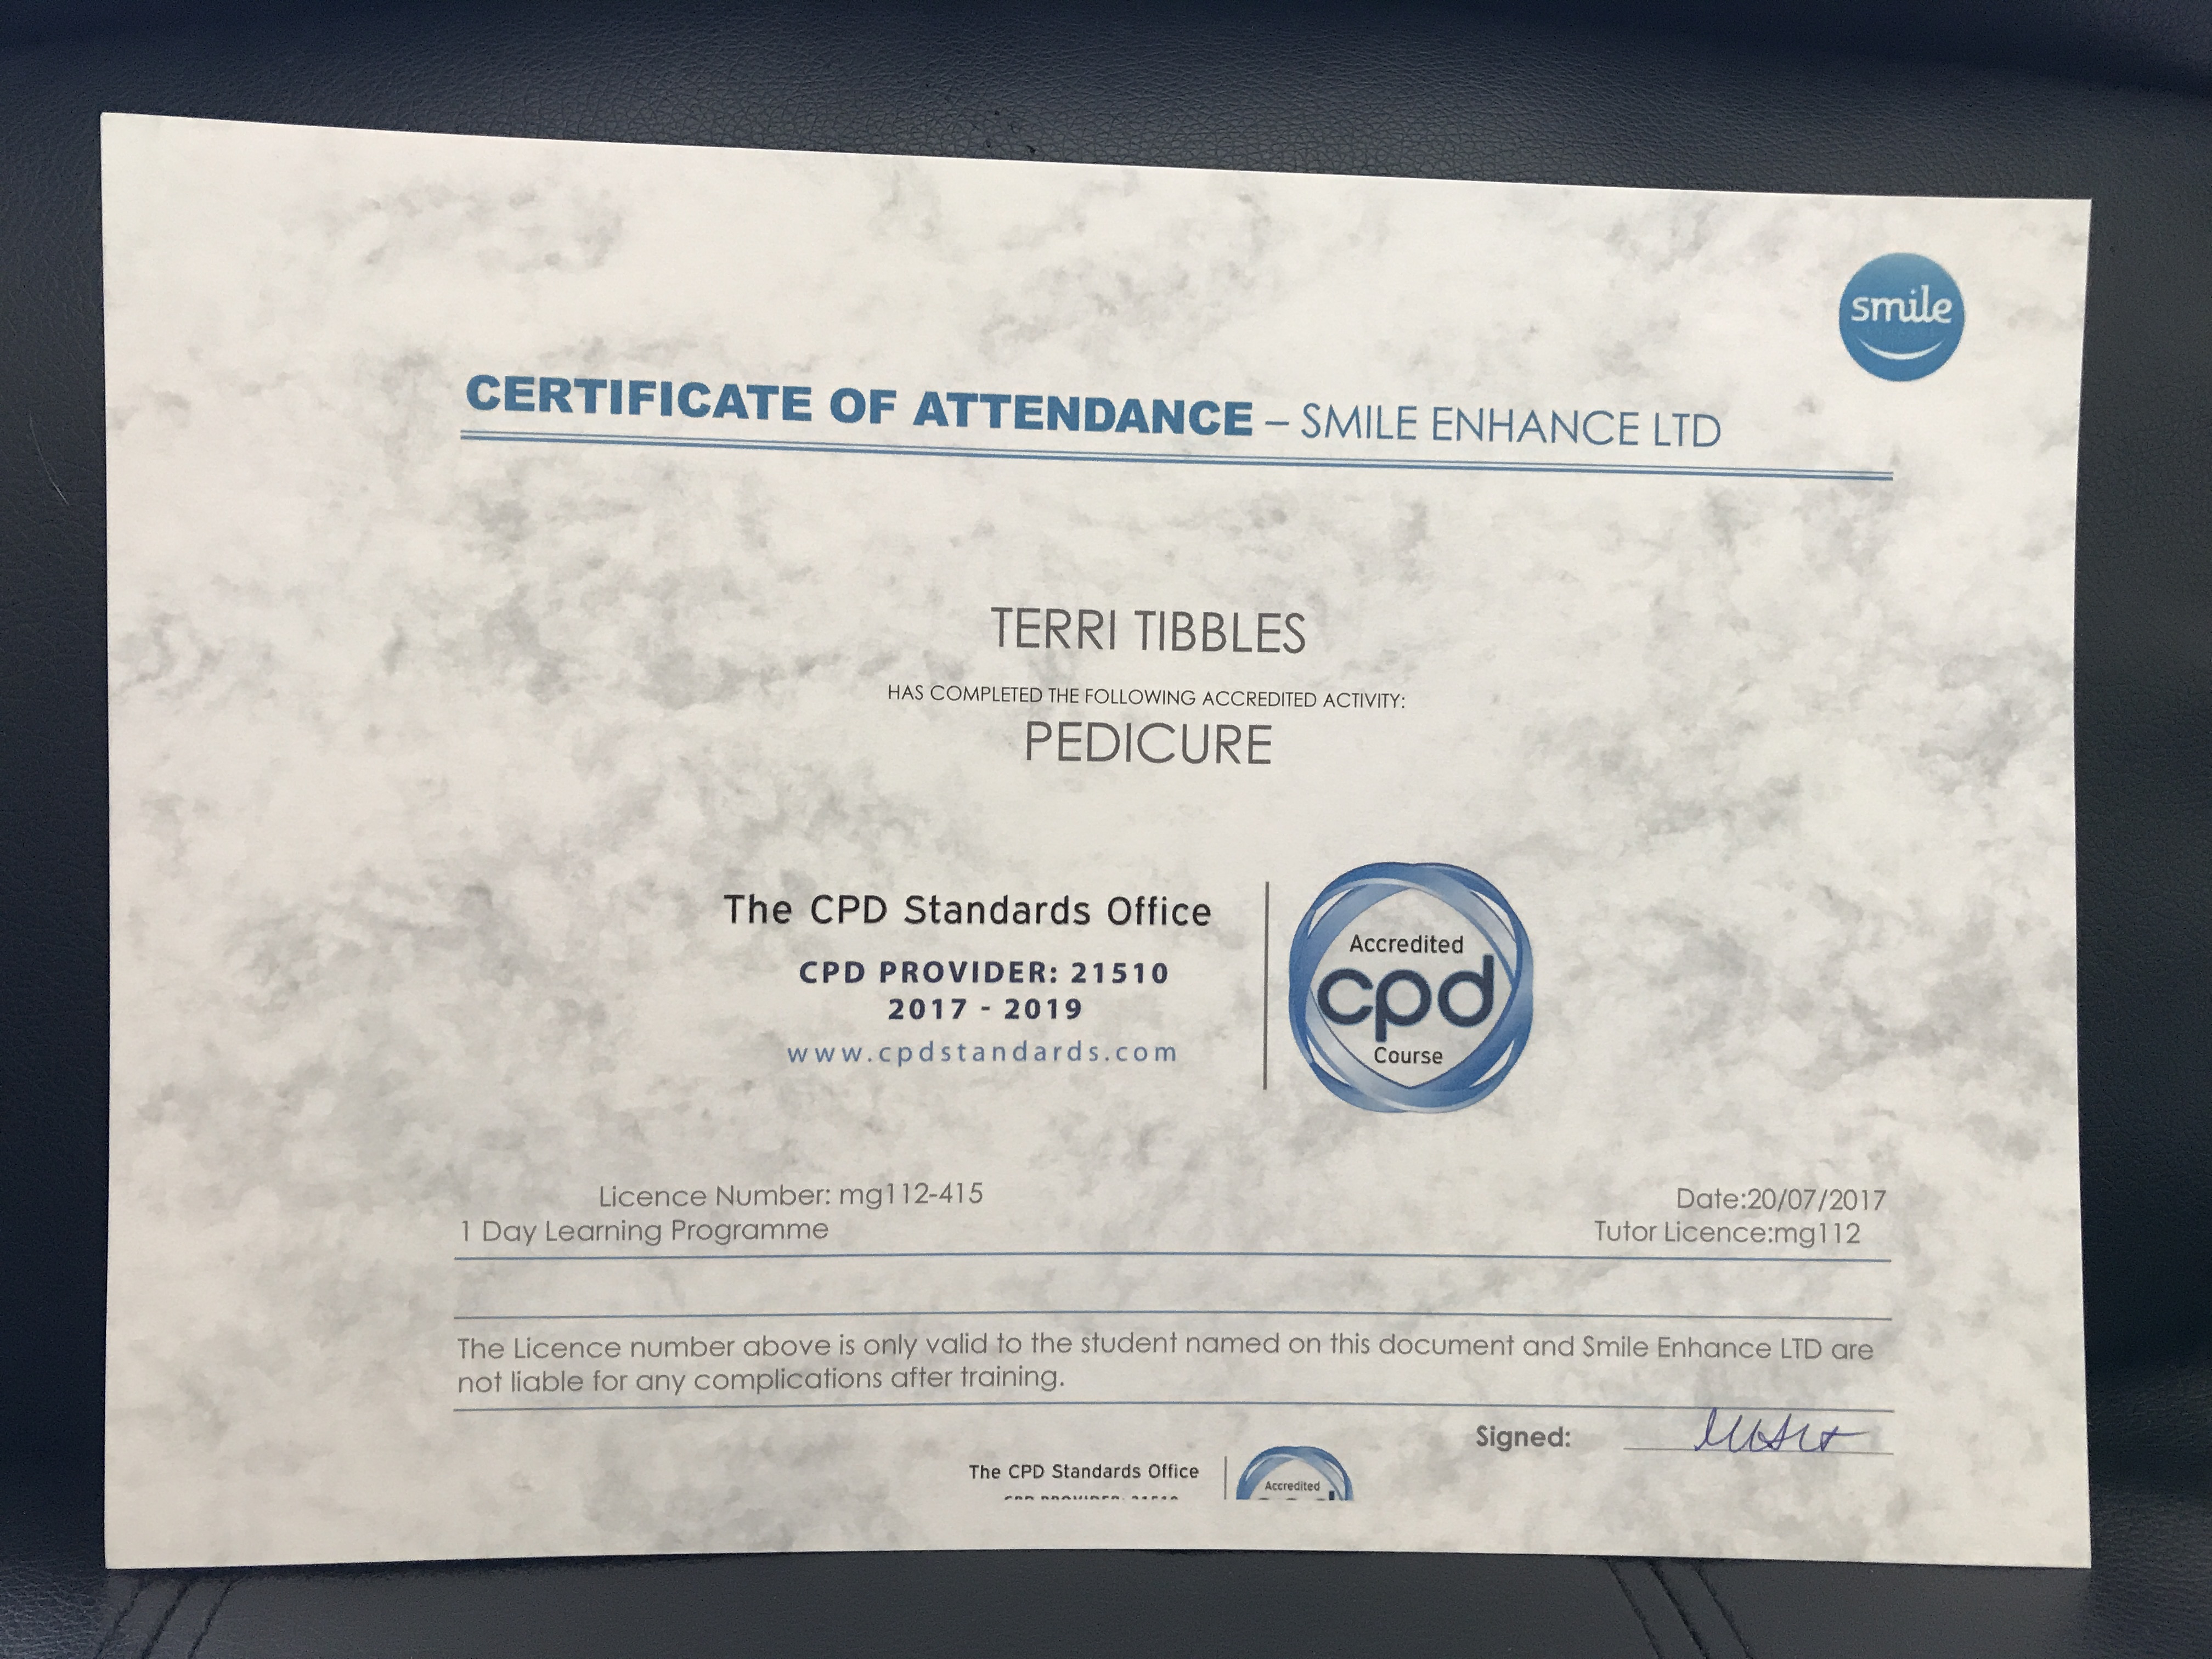 smile
CERTIFICATE OF ATTENDANCE – SMILE ENHANCE LTD
TERRI TIBBLES
HAS COMPLETED THE FOLLOWING ACCREDITED ACTIVITY:
PEDICURE
The CPD Standards Office
CPD PROVIDER: 21510
2017 - 2019
www.cpdstandards.com
Accredited
cpd
Course
Licence Number: mg112-415
Date:20/07/2017
1 Day Learning Programme
Tutor Licence:mg112
The Licence number above is only valid to the student named on this document and Smile Enhance LTD are
not liable for any complications after training.
Signed:
The CPD Standards Office
CPD PROVIDER: 21510
Accredited